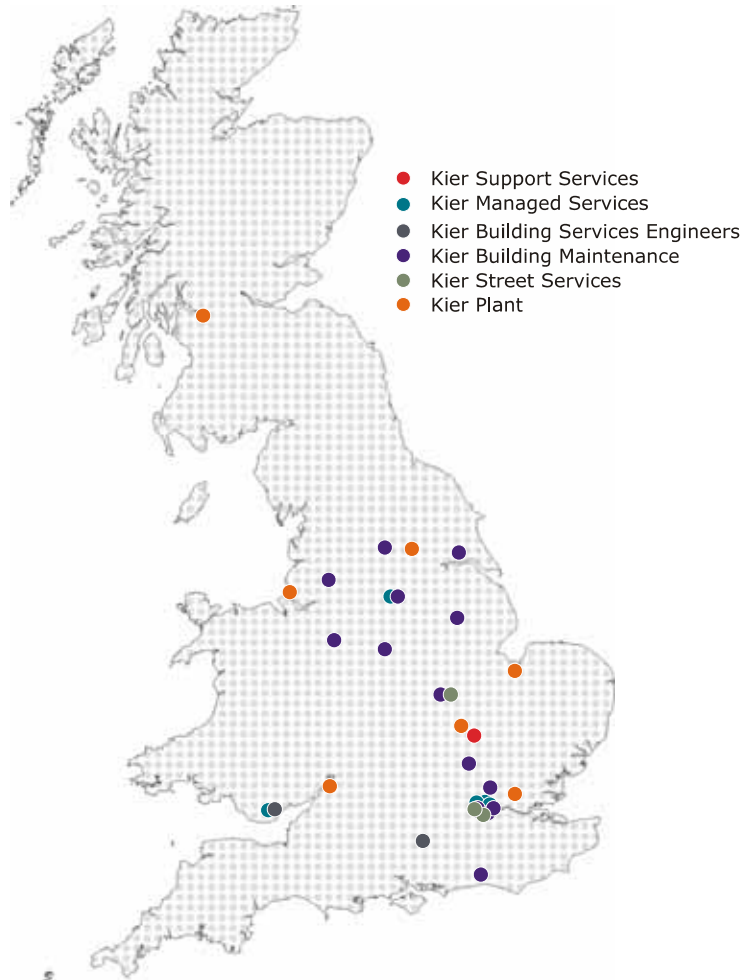 Kier Support Services
Kier Managed Services
Kier Building Services Engineers
Kier Building Maintenance
Kier Street Services
Kier Plant